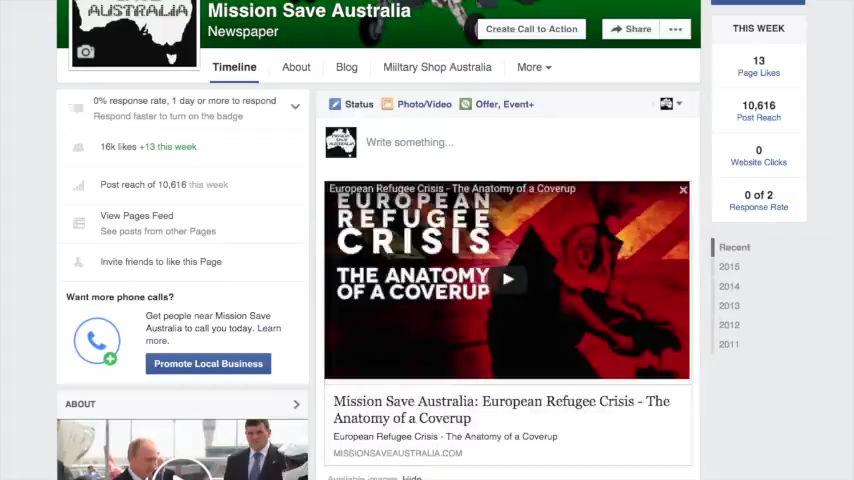 AUSTRALIA
Mission Save Australia
Newspaper
Create Call to Action
Share
Timeline
About
Blog
Miiltary Shop Australia
More
THIS WEEK
13
Page Likes
10,616
Post Reach
0
Website Clicks
0 of 2
Response Rate
Recent
2015
2014
2013
2012
2011
0% response rate, 1 day or more to respond
Respond faster to turn on the badge
16k likes +13 this week
Post reach of 10,616 this week
View Pages Feed
See posts from other Pages
Invite friends to like this Page
Want more phone calls?
Get people near Mission Save
Australia to call you today. Learn
more.
Promote Local Business
ABOUT
Status
Photo/Video
Offer, Event+
MISSION
SAVE
AUSTRALIA
Write something...
European Refugee Crisis - The Anatomy of a Coverup
EUROPEAN
REFUGEE
CRISIS
THE ANATOMY
OF A COVERUP
Mission Save Australia: European Refugee Crisis - The
Anatomy of a Coverup
European Refugee Crisis - The Anatomy of a Coverup
MISSIONSAVEAUSTRALIA.COM
Available images Hide